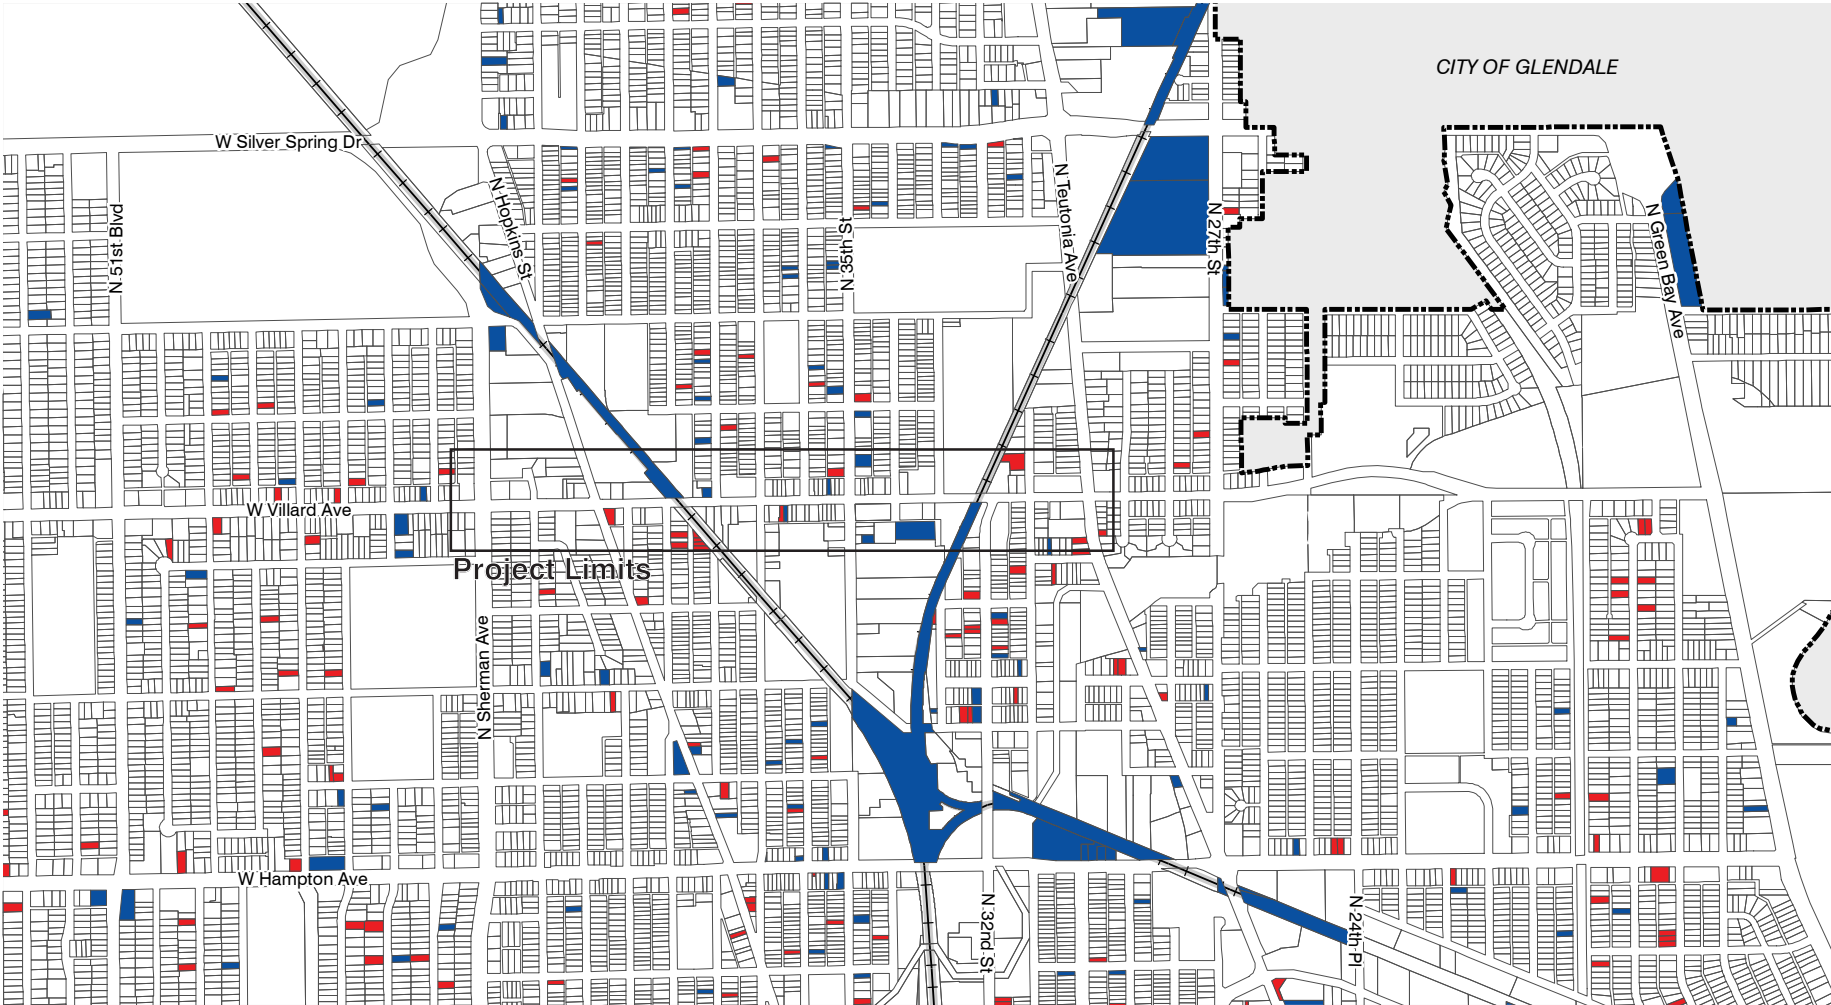 CITY OF GLENDALE
W Silver Spring Dr
N Hopkins St
N 51st Blvd
N 35th St
N Teutonia Ave
N 27th St
N Green Bay Ave
W Villard Ave
Project Limits
N Sherman Ave
W Hampton Ave
N 32nd St
N 24th Pl